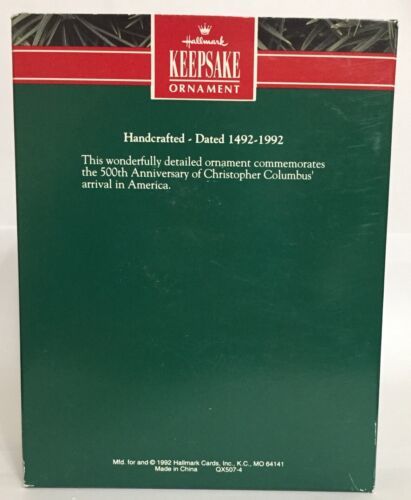 Hallmark
KEEPSAKE
ORNAMENT
Handcrafted - Dated 1492-1992
This wonderfully detailed ornament commemorates
the 500th Anniversary of Christopher Columbus'
arrival in America.
Mfd. for and © 1992 Hallmark Cards, Inc., K.C., MO 64141
Made in China QX507-4